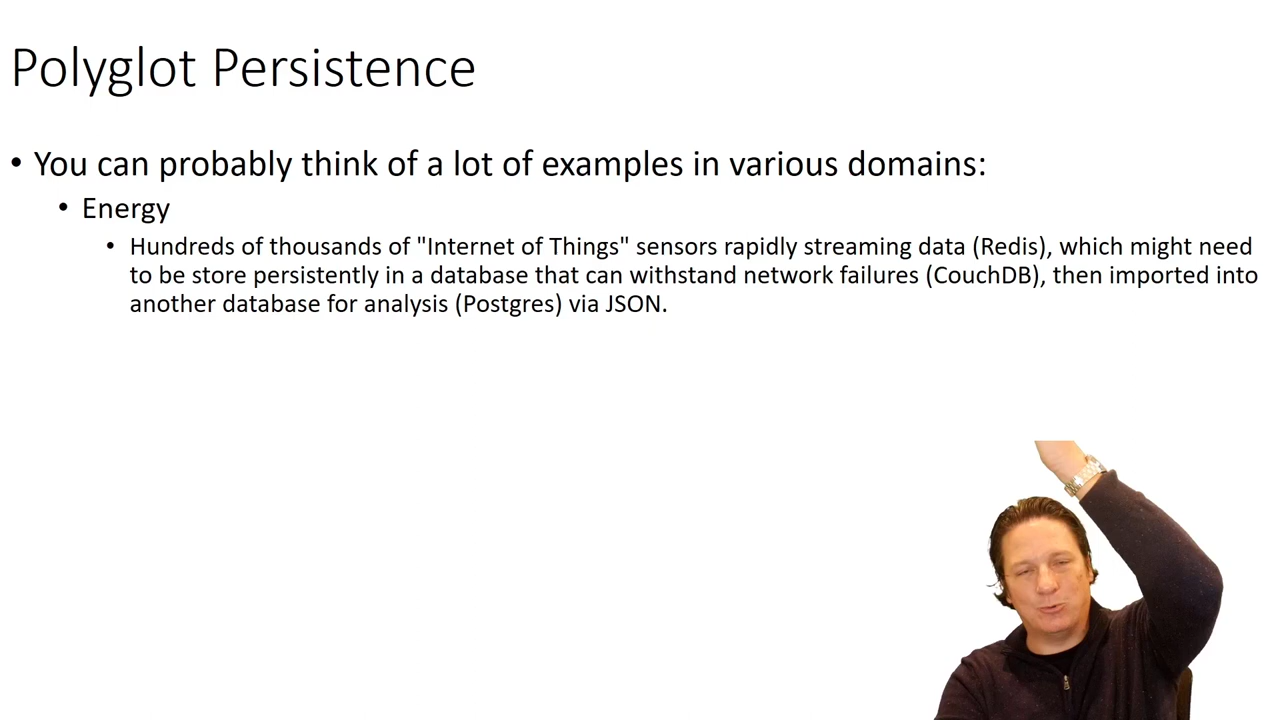 Polyglot Persistence
• You can probably think of a lot of examples in various domains:
• Energy
• Hundreds of thousands of "Internet of Things" sensors rapidly streaming data (Redis), which might need
to be store persistently in a database that can withstand network failures (CouchDB), then imported into
another database for analysis (Postgres) via JSON.